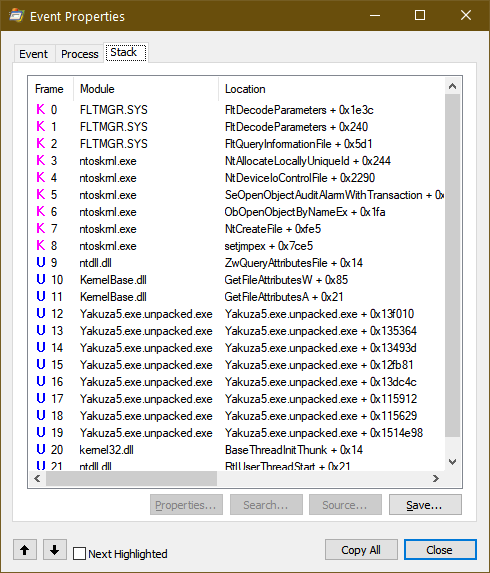 Event Properties
Event Process Stack
Frame Module Location
K 0 FLTMGR.SYS FltDecodeParameters + 0x1e3c
K 1 FLTMGR.SYS FltDecodeParameters + 0x240
K 2 FLTMGR.SYS FltQueryInformationFile + 0x5d1
K 3 ntoskrnl.exe NtAllocateLocallyUniqueId + 0x244
K 4 ntoskrnl.exe NtDeviceIoControlFile + 0x2290
K 5 ntoskrnl.exe SeOpenObjectAuditAlarmWithTransaction + 0x
K 6 ntoskrnl.exe ObOpenObjectByNameEx + 0x1fa
K 7 ntoskrnl.exe NtCreateFile + 0xfe5
K 8 ntoskrnl.exe setjmpex + 0x7ce5
U 9 ntdll.dll ZwQueryAttributesFile + 0x14
U 10 KernelBase.dll GetFileAttributesW + 0x85
U 11 KernelBase.dll GetFileAttributesA + 0x21
U 12 Yakuza5.exe.unpacked.exe Yakuza5.exe.unpacked.exe + 0x13f010
U 13 Yakuza5.exe.unpacked.exe Yakuza5.exe.unpacked.exe + 0x135364
U 14 Yakuza5.exe.unpacked.exe Yakuza5.exe.unpacked.exe + 0x13493d
U 15 Yakuza5.exe.unpacked.exe Yakuza5.exe.unpacked.exe + 0x12fb81
U 16 Yakuza5.exe.unpacked.exe Yakuza5.exe.unpacked.exe + 0x13dc4c
U 17 Yakuza5.exe.unpacked.exe Yakuza5.exe.unpacked.exe + 0x115912
U 18 Yakuza5.exe.unpacked.exe Yakuza5.exe.unpacked.exe + 0x115629
U 19 Yakuza5.exe.unpacked.exe Yakuza5.exe.unpacked.exe + 0x1514e98
U 20 kernel32.dll BaseThreadInitThunk + 0x14
U 21 ntdll.dll RtlUserThreadStart + 0x21
Properties... Search... Source... Save...
Next Highlighted Copy All Close